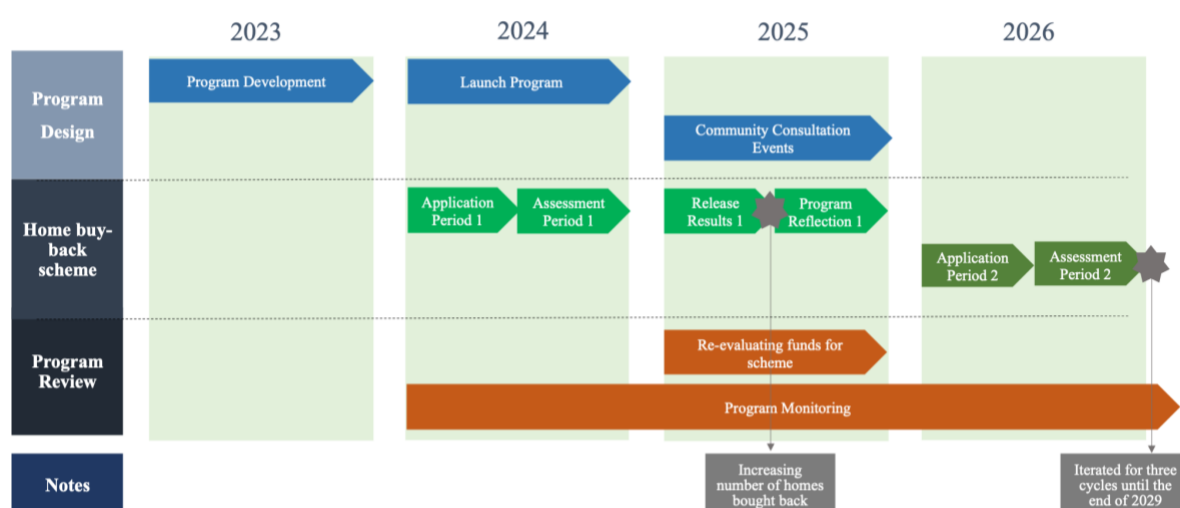 2023
2024
2025
2026
Program
Design
Program Development
Launch Program
Community Consultation
Events
Home buy-
back
scheme
Application
Period 1
Assessment
Period 1
Release
Results 1
Program
Reflection 1
Application
Period 2
Assessment
Period 2
Program
Review
Re-evaluating funds for
scheme
Program Monitoring
Notes
Increasing
number of homes
bought back
Iterated for three
cycles until the
end of 2029